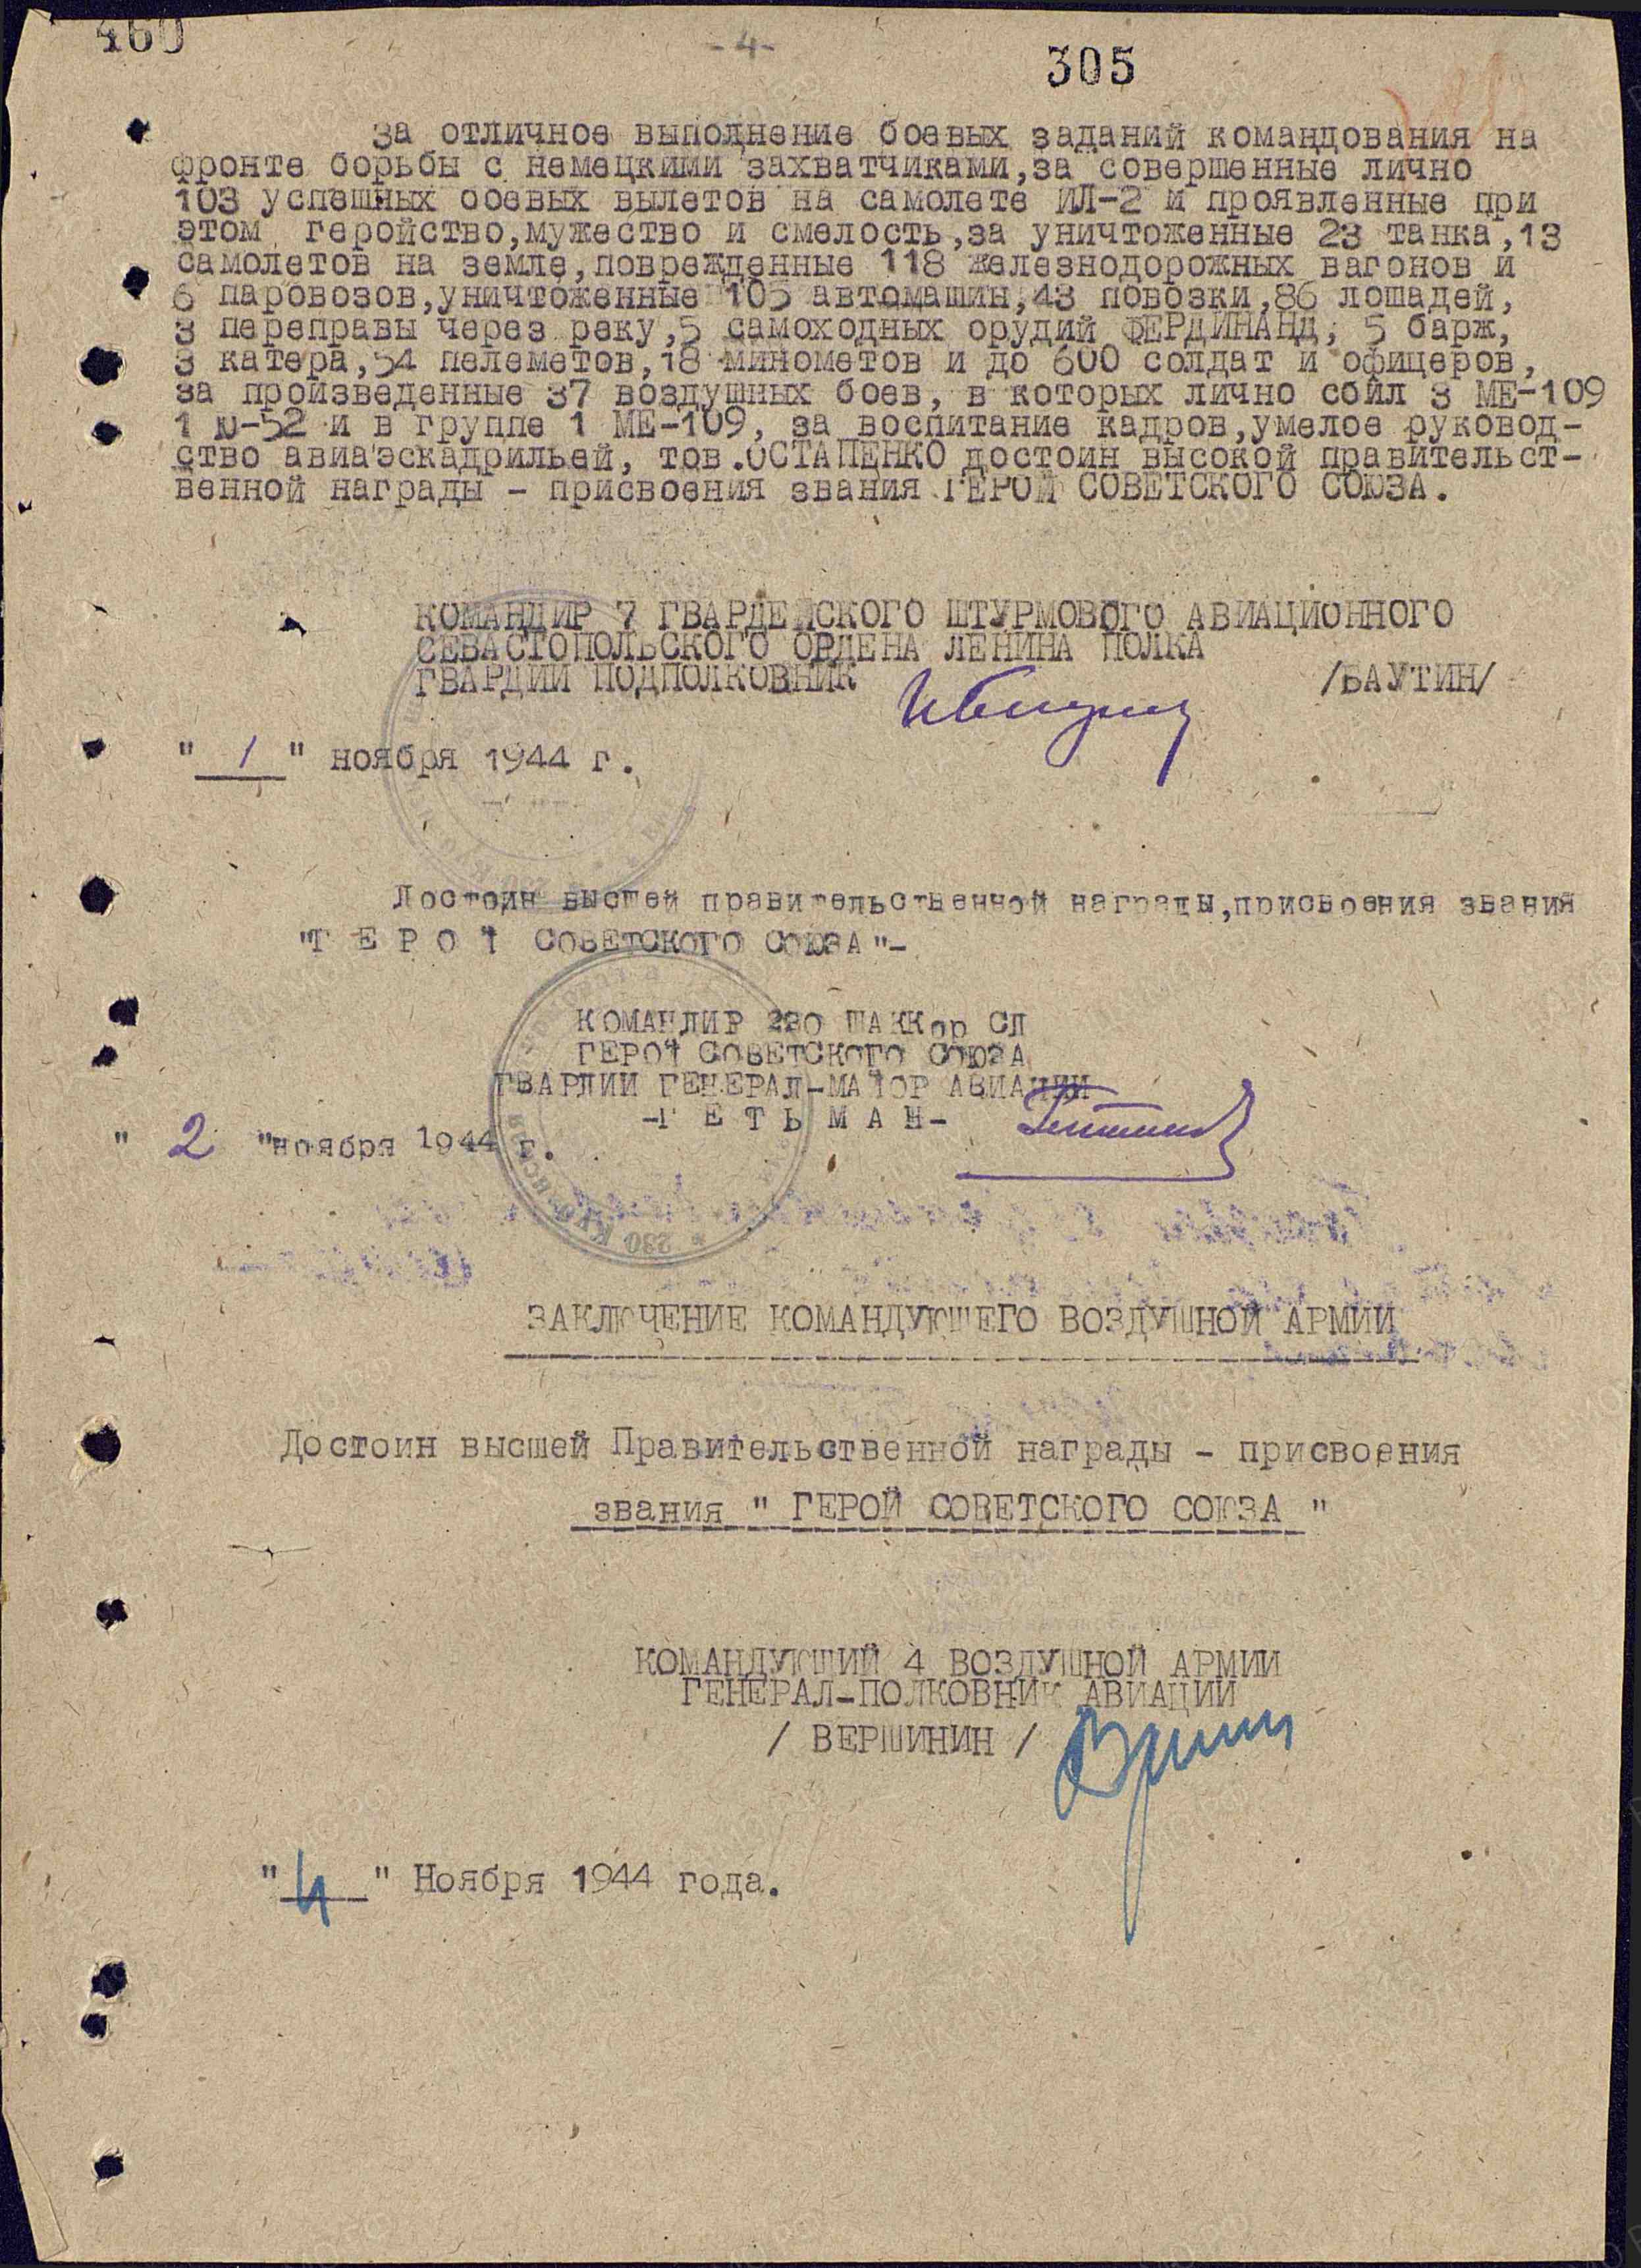 460
-4-
305
За отличное выполнение боевых заданий командования на
фронте борьбы с немецкими захватчиками,за совершенные лично
103 успешных боевых вылетов на самолете ИЛ-2 и проявленные при
этом геройство,мужество и смелость,за уничтоженные 23 танка,13
самолетов на земле,поврежденные 118 железнодорожных вагонов и
6 паровозов,уничтоженные 105 автомашин,43 повозки,86 лошадей,
3 переправы через реку,5 самоходных орудий ФЕРДИНАНД, 5 барж,
3 катера,54 пелеметов,18 минометов и до 600 солдат и офицеров,
за произведенные 37 воздушных боев, в которых лично сбил 3 МЕ-109
1 Ю-52 и в группе 1 МЕ-109, за воспитание кадров,умелое руковод-
ство авиаэскадрильей, тов.ОСТАПЕНКО достоин высокой правительст-
венной награды - присвоения звания ГЕРОЙ СОВЕТСКОГО СОЮЗА.
КОМАНДИР 7 ГВАРДЕЙСКОГО ШТУРМОВОГО АВИАЦИОННОГО
СЕВАСТОПОЛЬСКОГО ОРДЕНА ЛЕНИНА ПОЛКА
ГВАРДИИ ПОДПОЛКОВНИК /БАУТИН/
" 1 " ноября 1944 г.
Достоин высшей правительственной награды,присвоения звания
"Г Е Р О Й СОВЕТСКОГО СОЮЗА"-
КОМАНДИР 230 ШАККор СД
ГЕРОЙ СОВЕТСКОГО СОЮЗА
ГВАРДИИ ГЕНЕРАЛ-МАЙОР АВИАЦИИ
-Г Е Т Ь М А Н-
" 2 "ноября 1944 г.
* 230 КУБАНСК
ЗАКЛЮЧЕНИЕ КОМАНДУЮЩЕГО ВОЗДУШНОЙ АРМИИ
Достоин высшей Правительственной награды - присвоения
звания " ГЕРОЙ СОВЕТСКОГО СОЮЗА "
КОМАНДУЮЩИЙ 4 ВОЗДУШНОЙ АРМИИ
ГЕНЕРАЛ-ПОЛКОВНИК АВИАЦИИ
/ ВЕРШИНИН /
" 4 " Ноября 1944 года.